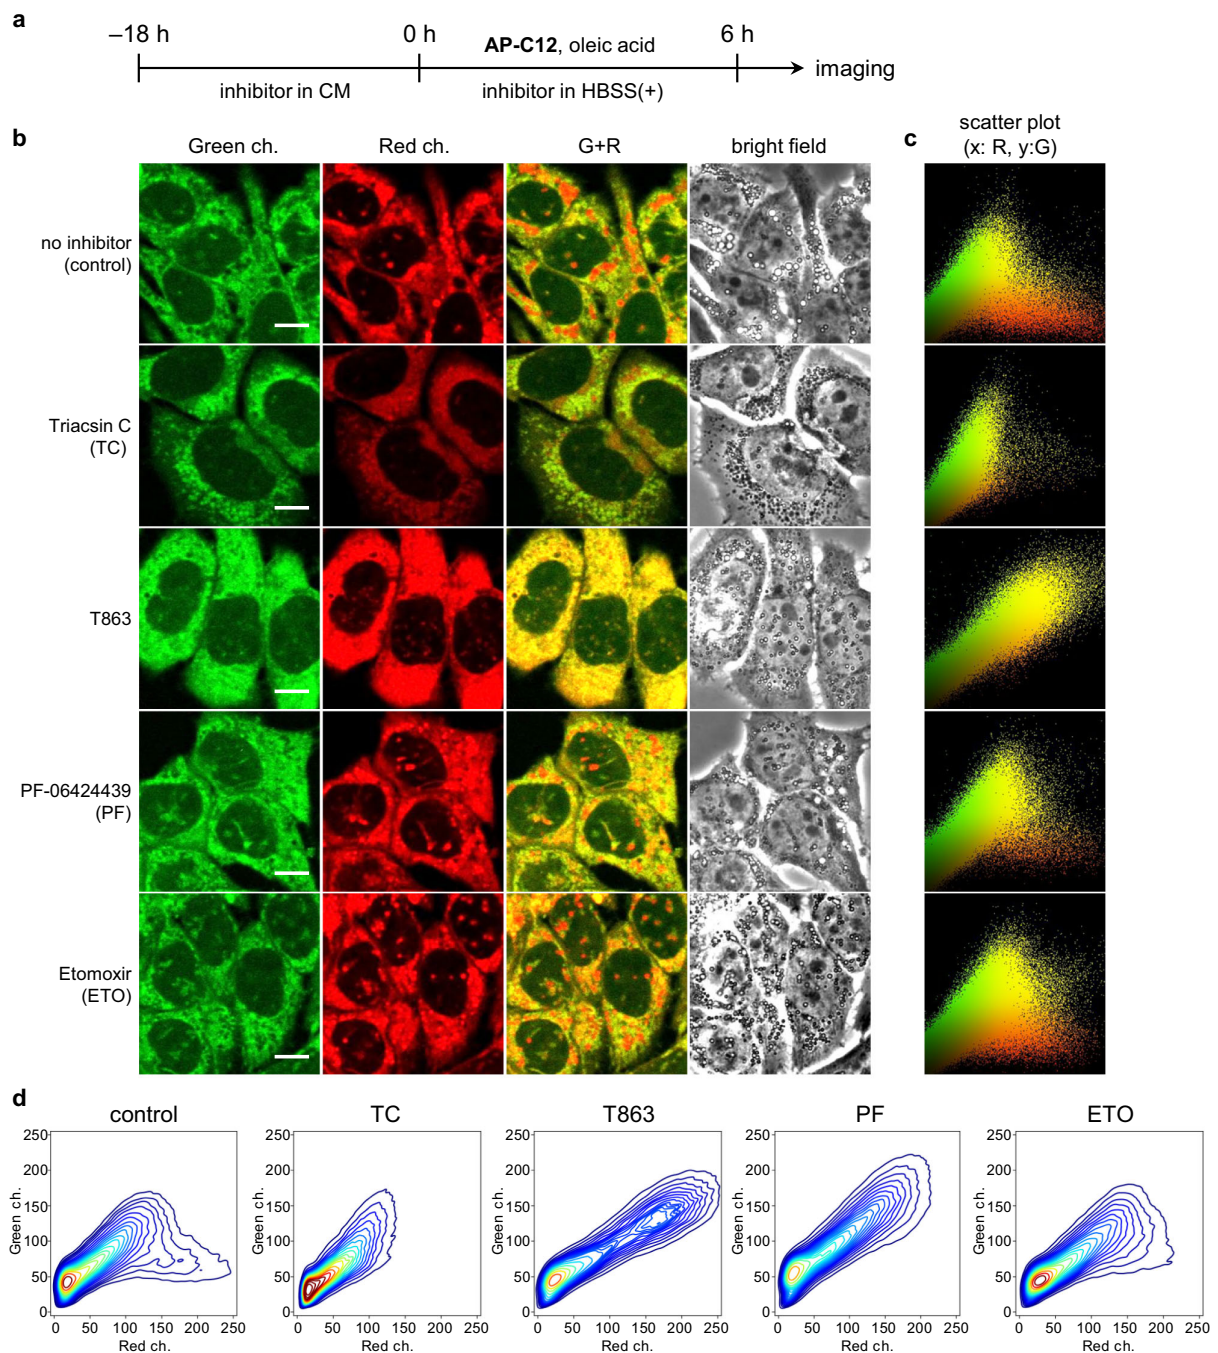 a
–18 h
0 h
AP-C12, oleic acid
6 h
imaging
inhibitor in CM
inhibitor in HBSS(+)
b
Green ch.
Red ch.
G+R
bright field
c
scatter plot
(x: R, y:G)
no inhibitor
(control)
Triacsin C
(TC)
T863
PF-06424439
(PF)
Etomoxir
(ETO)
d
control
TC
T863
PF
ETO
Green ch.
250
200
150
100
50
0
0 50 100 150 200 250
Red ch.
Green ch.
250
200
150
100
50
0
0 50 100 150 200 250
Red ch.
Green ch.
250
200
150
100
50
0
0 50 100 150 200 250
Red ch.
Green ch.
250
200
150
100
50
0
0 50 100 150 200 250
Red ch.
Green ch.
250
200
150
100
50
0
0 50 100 150 200 250
Red ch.